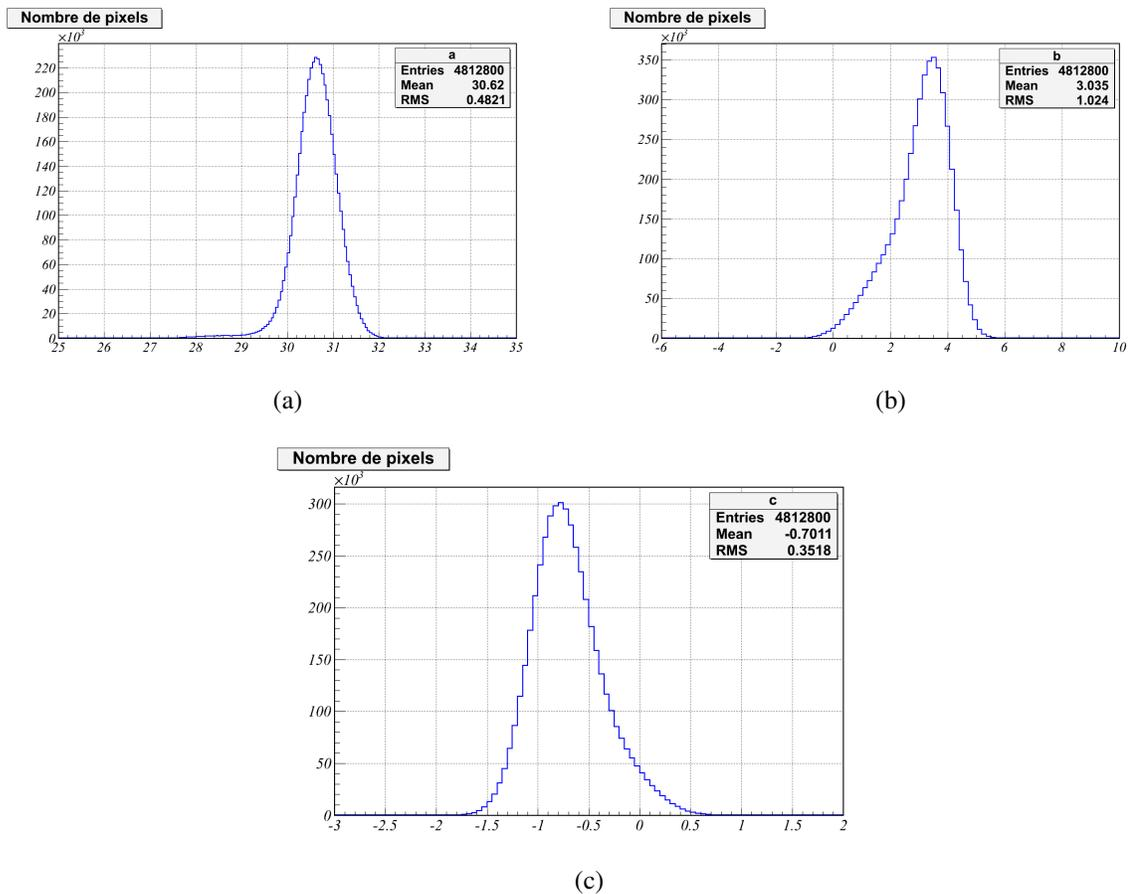 Nombre de pixels
×10³
a
Entries 4812800
Mean 30.62
RMS 0.4821
220
200
180
160
140
120
100
80
60
40
20
0
25 26 27 28 29 30 31 32 33 34 35
(a)
Nombre de pixels
×10³
b
Entries 4812800
Mean 3.035
RMS 1.024
350
300
250
200
150
100
50
0
-6 -4 -2 0 2 4 6 8 10
(b)
Nombre de pixels
×10³
c
Entries 4812800
Mean -0.7011
RMS 0.3518
300
250
200
150
100
50
0
-3 -2.5 -2 -1.5 -1 -0.5 0 0.5 1 1.5 2
(c)